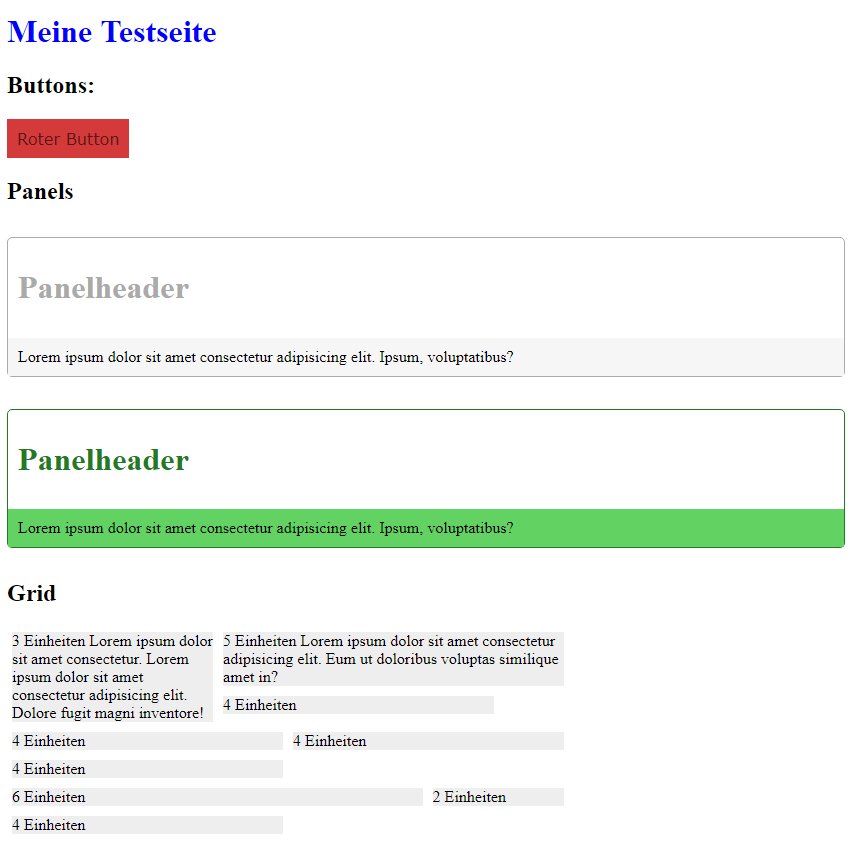 Meine Testseite
Buttons:
Roter Button
Panels
Panelheader
Lorem ipsum dolor sit amet consectetur adipisicing elit. Ipsum, voluptatibus?
Panelheader
Lorem ipsum dolor sit amet consectetur adipisicing elit. Ipsum, voluptatibus?
Grid
3 Einheiten Lorem ipsum dolor
sit amet consectetur. Lorem
ipsum dolor sit amet
consectetur adipisicing elit.
Dolore fugit magni inventore!
5 Einheiten Lorem ipsum dolor sit amet consectetur
adipisicing elit. Eum ut doloribus voluptas similique
amet in?
4 Einheiten
4 Einheiten
4 Einheiten
4 Einheiten
6 Einheiten
2 Einheiten
4 Einheiten